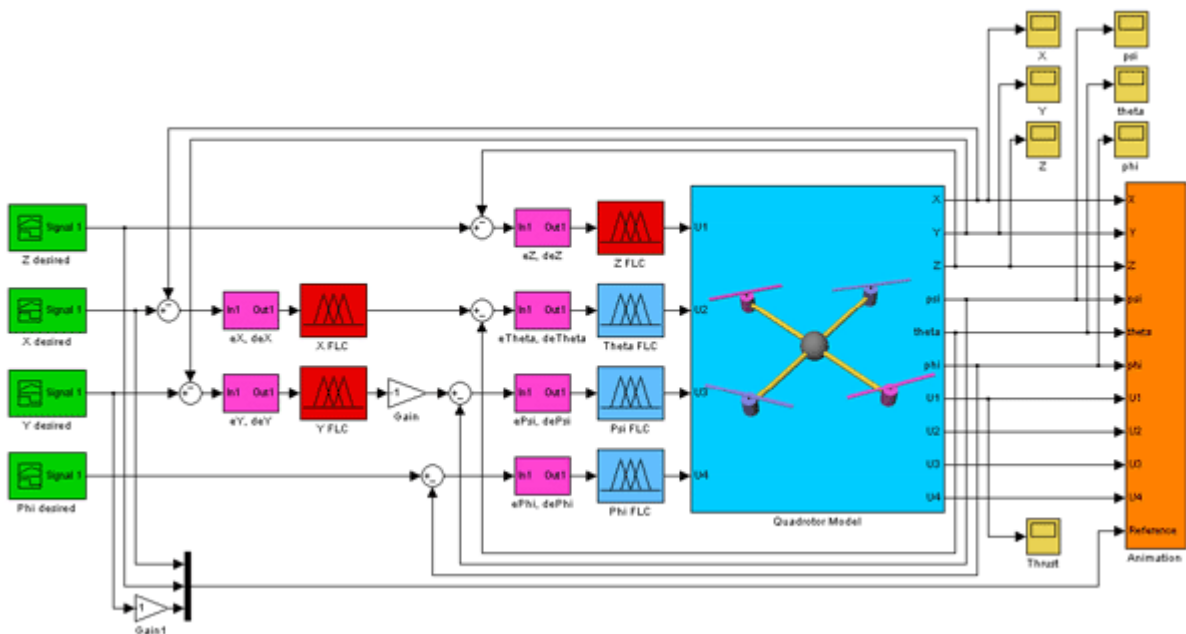 X
psi
Y
theta
Z
phi
Signal 1
Z desired
In1 Out1
eZ, deZ
Z FLC
U1
X
X
Y
Y
Z
Z
Signal 1
X desired
In1 Out1
eX, deX
X FLC
In1 Out1
eTheta, deTheta
Theta FLC
U2
psi
psi
theta
theta
phi
phi
Signal 1
Y desired
In1 Out1
eY, deY
Y FLC
-1
Gain
In1 Out1
ePsi, dePsi
Psi FLC
U3
U1
U1
U2
U2
Signal 1
Phi desired
In1 Out1
ePhi, dePhi
Phi FLC
U4
U3
U3
U4
U4
Quadrotor Model
Reference
Animation
Thrust
-1
Gain1